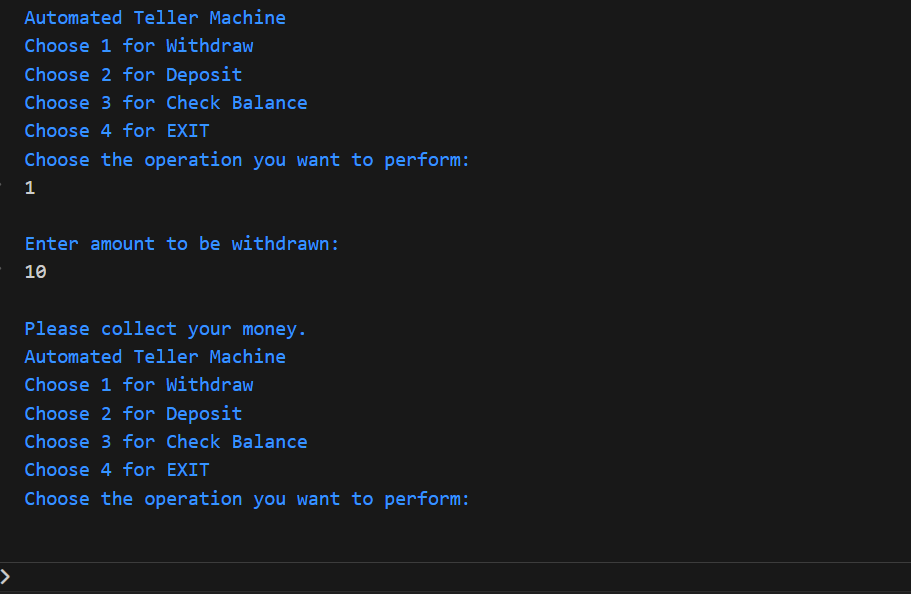 Automated Teller Machine
Choose 1 for Withdraw
Choose 2 for Deposit
Choose 3 for Check Balance
Choose 4 for EXIT
Choose the operation you want to perform:
1
Enter amount to be withdrawn:
10
Please collect your money.
Automated Teller Machine
Choose 1 for Withdraw
Choose 2 for Deposit
Choose 3 for Check Balance
Choose 4 for EXIT
Choose the operation you want to perform: